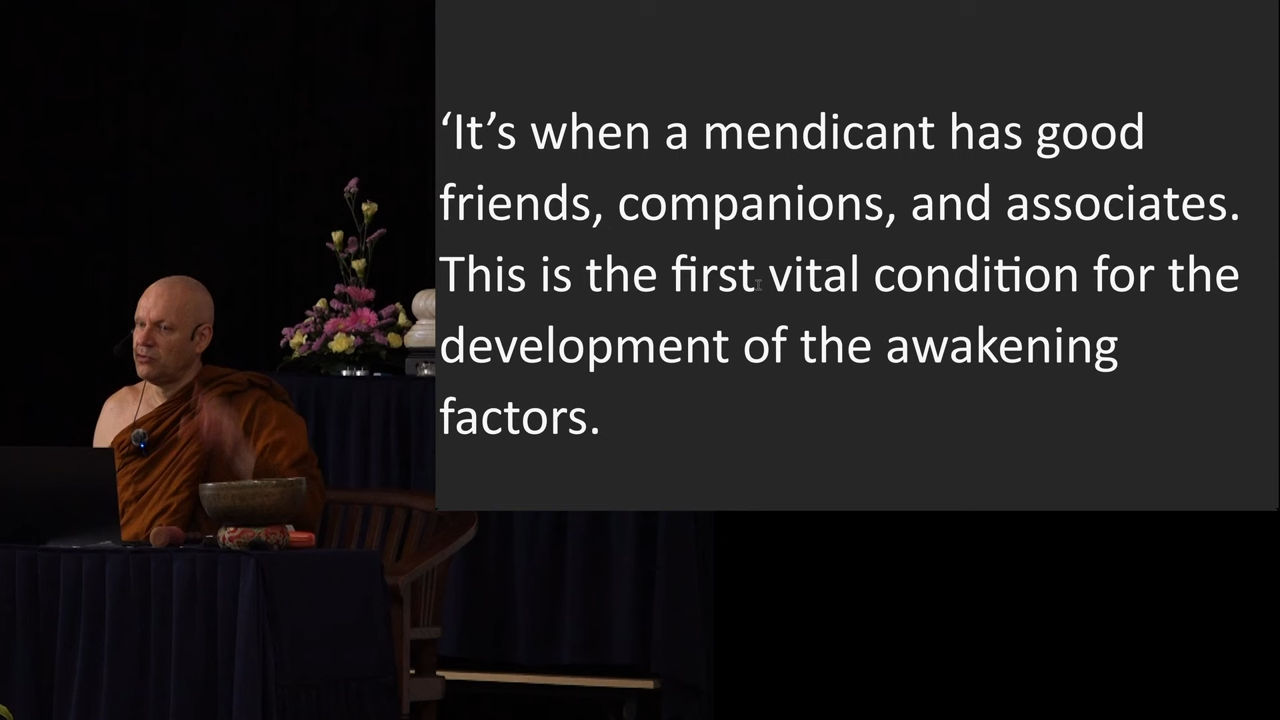 ‘It’s when a mendicant has good
friends, companions, and associates.
This is the first vital condition for the
development of the awakening
factors.